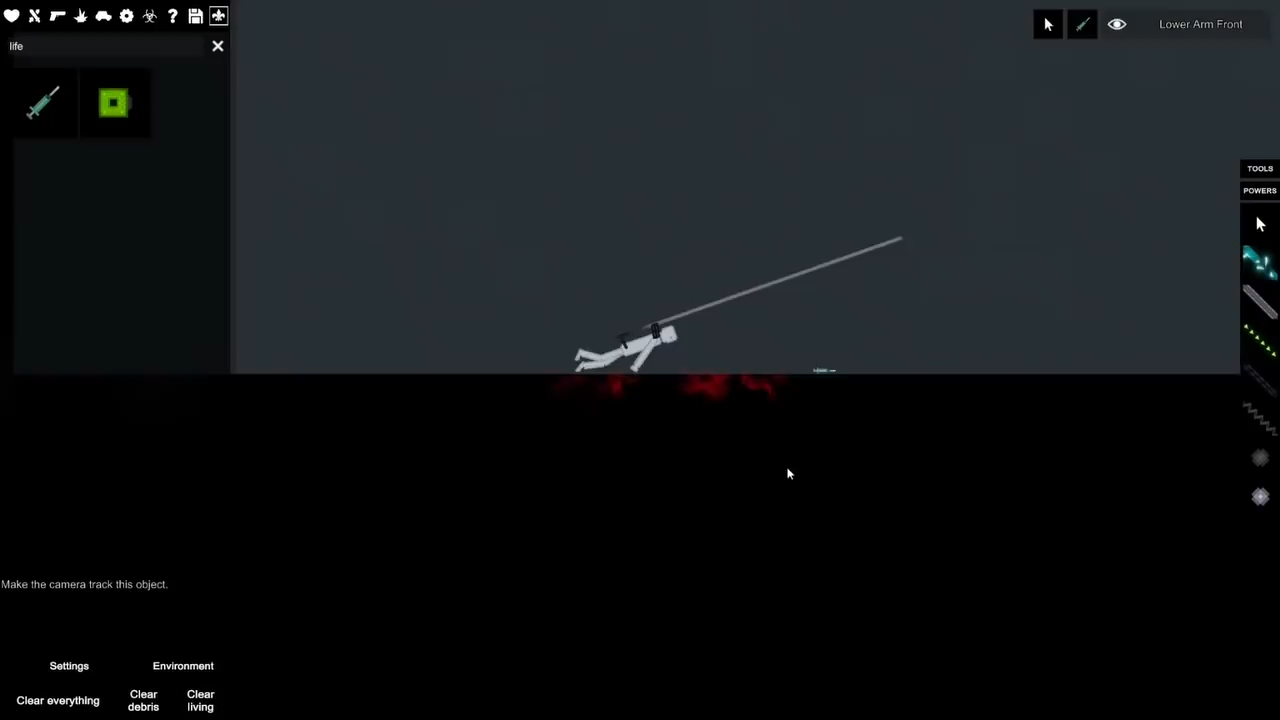 life
Lower Arm Front
TOOLS
POWERS
Make the camera track this object.
Settings
Environment
Clear everything
Clear
debris
Clear
living